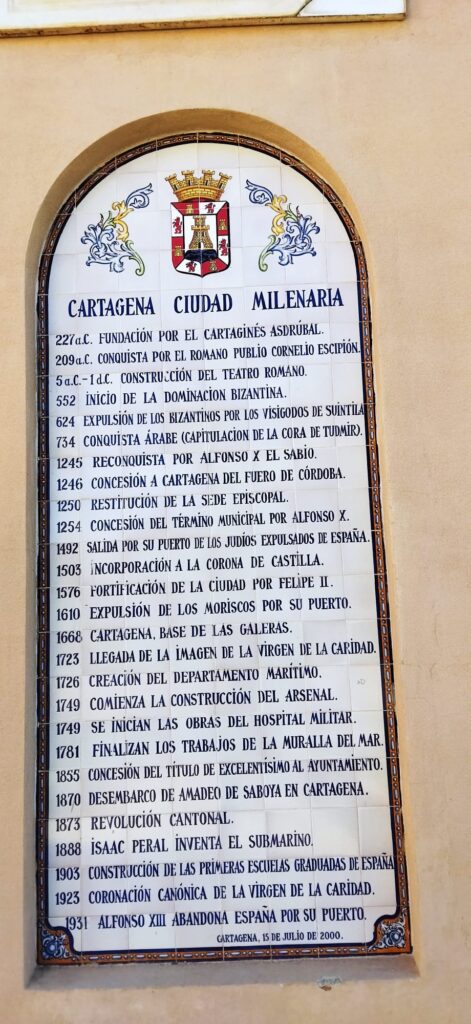 CARTAGENA CIUDAD MILENARIA
227 a.C. FUNDACIÓN POR EL CARTAGINÉS ASDRÚBAL.
209 a.C. CONQUISTA POR EL ROMANO PUBLIO CORNELIO ESCIPIÓN.
5 a.C.-1 d.C. CONSTRUCCIÓN DEL TEATRO ROMANO.
552 INICIO DE LA DOMINACION BIZANTINA.
624 EXPULSIÓN DE LOS BIZANTINOS POR LOS VISIGODOS DE SUINTILA
734 CONQUISTA ÁRABE (CAPITULACION DE LA CORA DE TUDMIR).
1245 RECONQUISTA POR ALFONSO X EL SABIO.
1246 CONCESIÓN A CARTAGENA DEL FUERO DE CÓRDOBA.
1250 RESTITUCIÓN DE LA SEDE EPISCOPAL.
1254 CONCESIÓN DEL TÉRMINO MUNICIPAL POR ALFONSO X.
1492 SALIDA POR SU PUERTO DE LOS JUDÍOS EXPULSADOS DE ESPAÑA.
1503 INCORPORACIÓN A LA CORONA DE CASTILLA.
1576 FORTIFICACIÓN DE LA CIUDAD POR FELIPE II.
1610 EXPULSIÓN DE LOS MORISCOS POR SU PUERTO.
1668 CARTAGENA, BASE DE LAS GALERAS.
1723 LLEGADA DE LA IMAGEN DE LA VIRGEN DE LA CARIDAD.
1726 CREACIÓN DEL DEPARTAMENTO MARÍTIMO.
1749 COMIENZA LA CONSTRUCCIÓN DEL ARSENAL.
1749 SE INICIAN LAS OBRAS DEL HOSPITAL MILITAR.
1781 FINALIZAN LOS TRABAJOS DE LA MURALLA DEL MAR.
1855 CONCESIÓN DEL TÍTULO DE EXCELENTÍSIMO AL AYUNTAMIENTO.
1870 DESEMBARCO DE AMADEO DE SABOYA EN CARTAGENA.
1873 REVOLUCIÓN CANTONAL.
1888 ISAAC PERAL INVENTA EL SUBMARINO.
1903 CONSTRUCCIÓN DE LAS PRIMERAS ESCUELAS GRADUADAS DE ESPAÑA
1923 CORONACIÓN CANÓNICA DE LA VIRGEN DE LA CARIDAD.
1931 ALFONSO XIII ABANDONA ESPAÑA POR SU PUERTO.
CARTAGENA, 15 DE JULIO DE 2000.